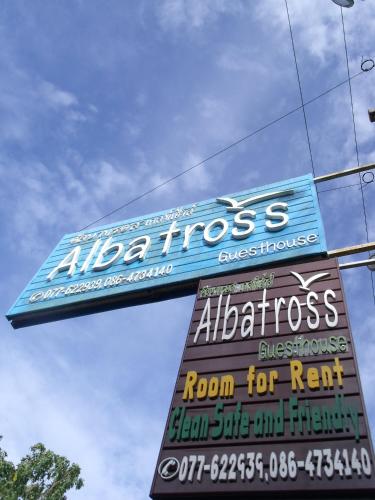 Albatross
Guesthouse
✆077-622939,086-4734140
Albatross
Guesthouse
Room for Rent
Clean Safe and Friendly
✆077-622939,086-4734140